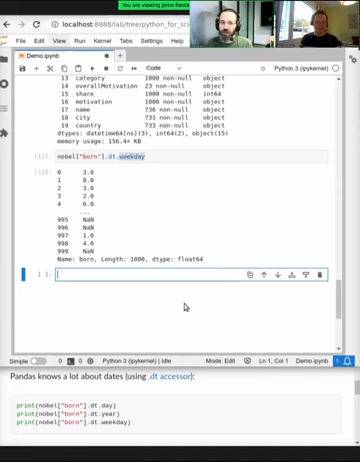 You are viewing Jarno Ranta
localhost:8888/lab/tree/python_for_sc
File Edit View Run Kernel Tabs
Demo.ipynb
Code
Python 3 (ipykernel)
13 category 1000 non-null object
14 overallMotivation 23 non-null object
15 share 1000 non-null int64
16 motivation 1000 non-null object
17 name 736 non-null object
18 city 731 non-null object
19 country 733 non-null object
dtypes: datetime64[ns](3), int64(2), object(15)
memory usage: 156.4+ KB
nobel["born"].dt.weekday
0 3.0
1 0.0
2 3.0
3 2.0
4 6.0
...
995 NaN
996 NaN
997 1.0
998 4.0
999 NaN
Name: born, Length: 1000, dtype: float64
[ ]:
Simple 0 Python 3 (ipykernel) | Idle Mode: Edit Ln 1, Col 1 Demo.ipynb 1
Pandas knows a lot about dates (using .dt accessor):
print(nobel["born"].dt.day)
print(nobel["born"].dt.year)
print(nobel["born"].dt.weekday)